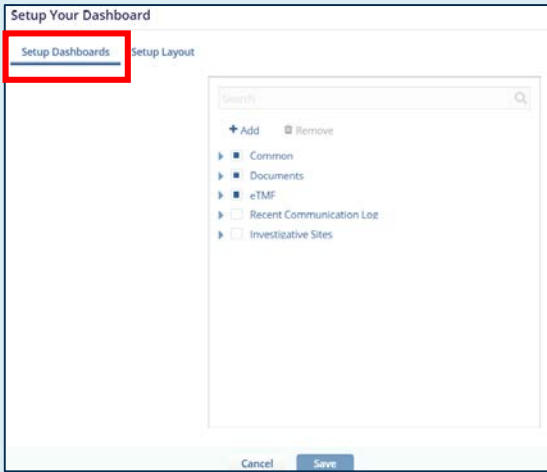 Setup Your Dashboard
Setup Dashboards Setup Layout
Search
+ Add Remove
Common
Documents
eTMF
Recent Communication Log
Investigative Sites
Cancel Save